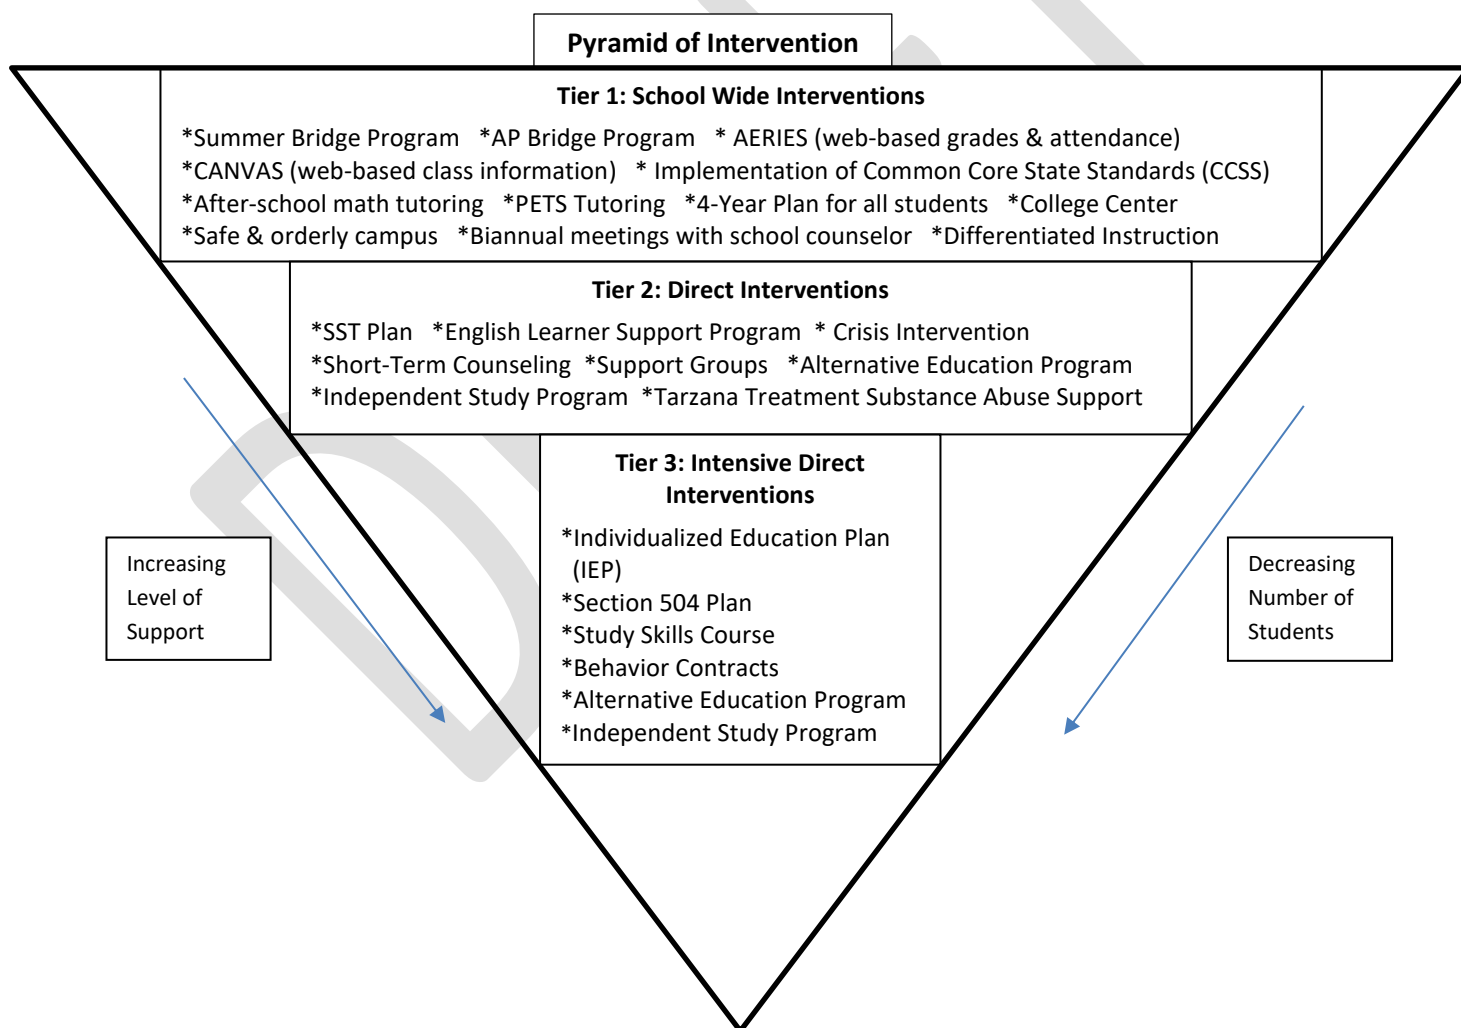 Pyramid of Intervention
Tier 1: School Wide Interventions
*Summer Bridge Program *AP Bridge Program * AERIES (web-based grades & attendance)
*CANVAS (web-based class information) * Implementation of Common Core State Standards (CCSS)
*After-school math tutoring *PETS Tutoring *4-Year Plan for all students *College Center
*Safe & orderly campus *Biannual meetings with school counselor *Differentiated Instruction
Tier 2: Direct Interventions
*SST Plan *English Learner Support Program * Crisis Intervention
*Short-Term Counseling *Support Groups *Alternative Education Program
*Independent Study Program *Tarzana Treatment Substance Abuse Support
Tier 3: Intensive Direct
Interventions
*Individualized Education Plan
(IEP)
*Section 504 Plan
*Study Skills Course
*Behavior Contracts
*Alternative Education Program
*Independent Study Program
Increasing
Level of
Support
Decreasing
Number of
Students